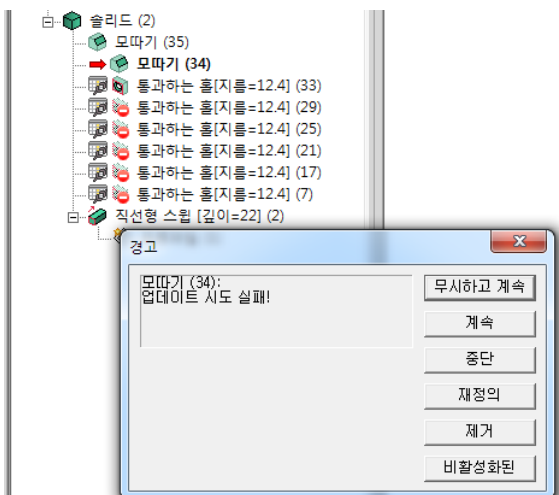 솔리드 (2)
모따기 (35)
모따기 (34)
통과하는 홀[지름=12.4] (33)
통과하는 홀[지름=12.4] (29)
통과하는 홀[지름=12.4] (25)
통과하는 홀[지름=12.4] (21)
통과하는 홀[지름=12.4] (17)
통과하는 홀[지름=12.4] (7)
직선형 스윕 [깊이=22] (2)
경고
모따기 (34):
업데이트 시도 실패!
무시하고 계속
계속
중단
재정의
제거
비활성화된